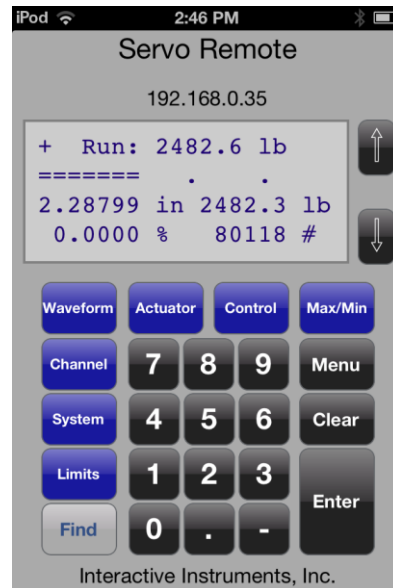 iPod 2:46 PM
Servo Remote
192.168.0.35
+ Run: 2482.6 lb
======= . .
2.28799 in 2482.3 lb
0.0000 % 80118 #
Waveform Actuator Control Max/Min
Channel 7 8 9 Menu
System 4 5 6 Clear
Limits 1 2 3
Enter
Find 0 . -
Interactive Instruments, Inc.